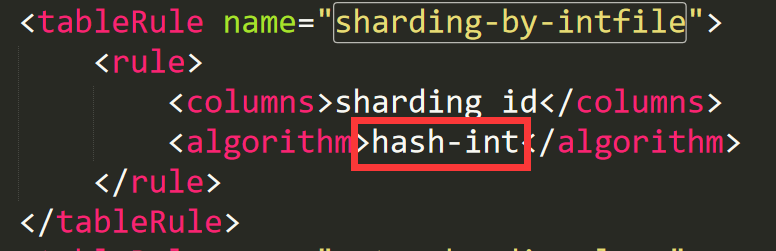 <tableRule name="sharding-by-intfile">
<rule>
<columns>sharding id</columns>
<algorithm>hash-int</algorithm>
</rule>
</tableRule>